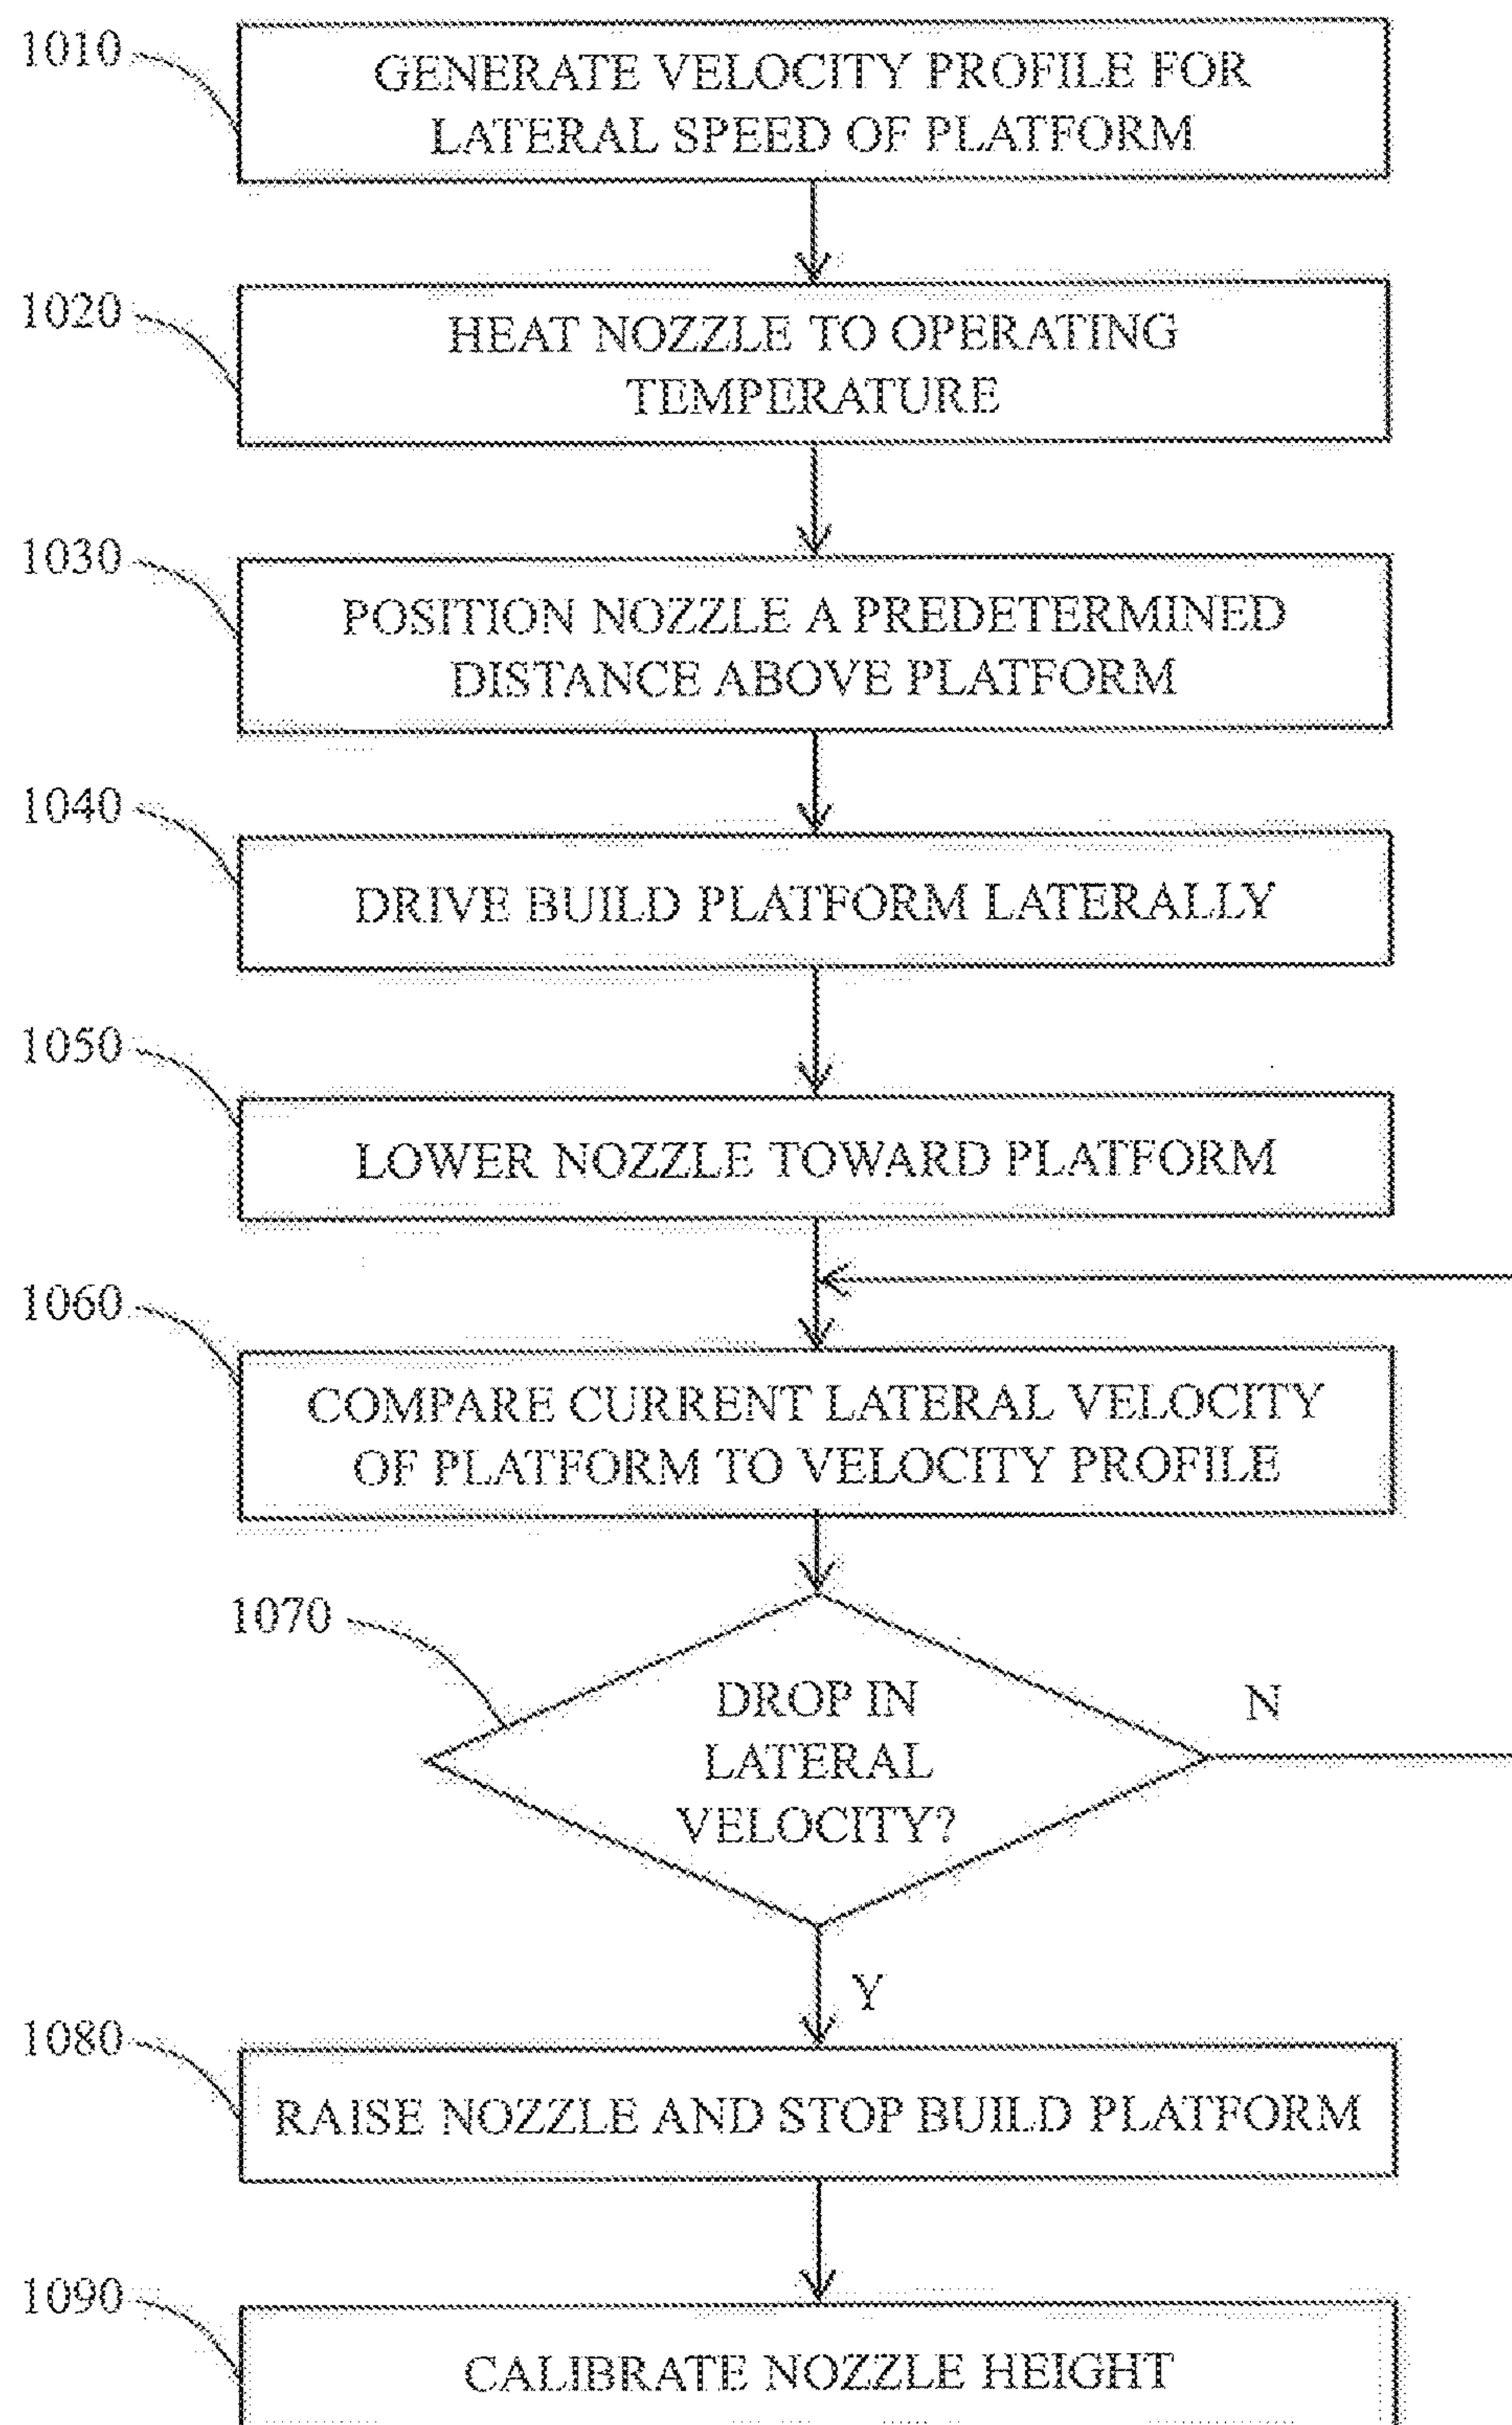 1010
GENERATE VELOCITY PROFILE FOR
LATERAL SPEED OF PLATFORM
1020
HEAT NOZZLE TO OPERATING
TEMPERATURE
1030
POSITION NOZZLE A PREDETERMINED
DISTANCE ABOVE PLATFORM
1040
DRIVE BUILD PLATFORM LATERALLY
1050
LOWER NOZZLE TOWARD PLATFORM
1060
COMPARE CURRENT LATERAL VELOCITY
OF PLATFORM TO VELOCITY PROFILE
1070
DROP IN
LATERAL
VELOCITY?
N
Y
1080
RAISE NOZZLE AND STOP BUILD PLATFORM
1090
CALIBRATE NOZZLE HEIGHT